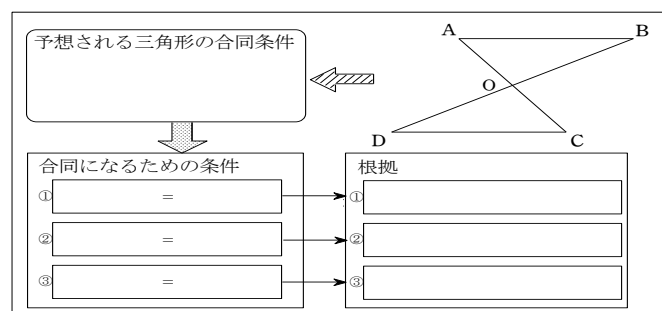 予想される三角形の合同条件
A
B
O
D
C
合同になるための条件
根拠
① =
①
② =
②
③ =
③